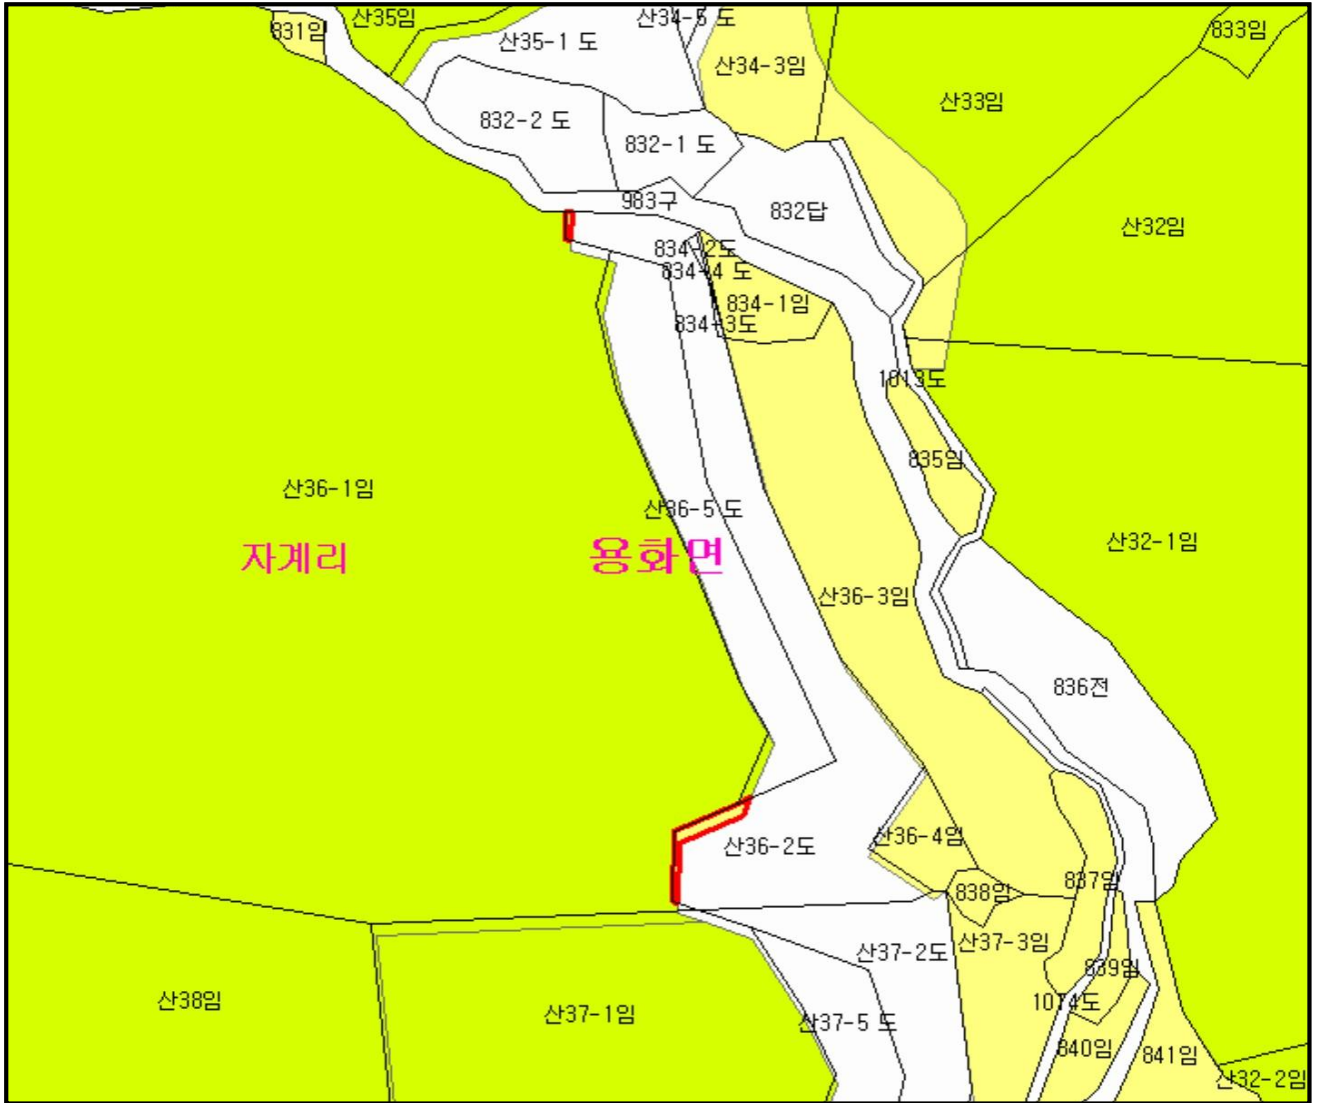 산35임
산34-5 도
831임
833임
산35-1 도
산34-3임
산33임
832-2 도
832-1 도
983구
832답
산32임
834-2도
834-4 도
834-1임
834-3도
1013도
835임
산36-1임
산36-5 도
산32-1임
자계리
용화면
산36-3임
836전
산36-4임
산36-2도
837임
838임
산37-3임
산37-2도
839임
산38임
1014도
산37-1임
산37-5 도
840임
841임
산32-2임